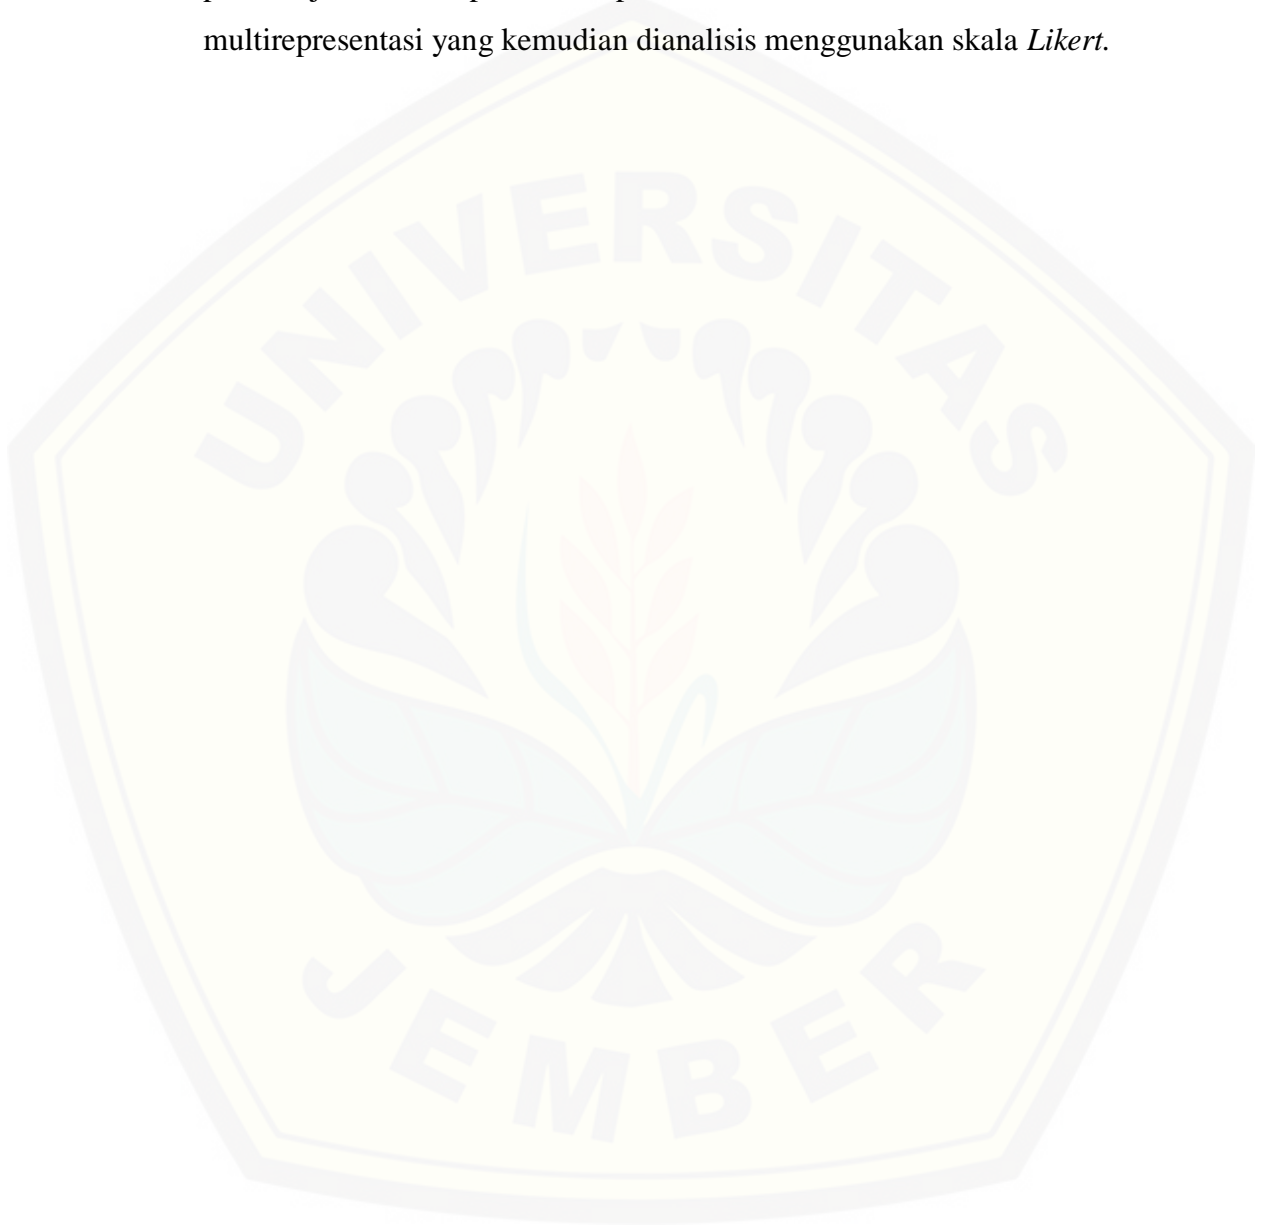 multirepresentasi yang kemudian dianalisis menggunakan skala Likert.
UNIVERSITAS
JEMBER